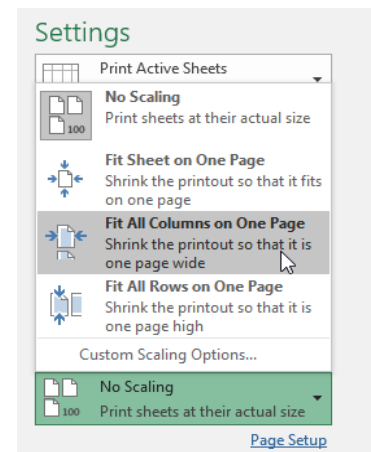 Settings
Print Active Sheets
No Scaling
Print sheets at their actual size
100
Fit Sheet on One Page
Shrink the printout so that it fits
on one page
Fit All Columns on One Page
Shrink the printout so that it is
one page wide
Fit All Rows on One Page
Shrink the printout so that it is
one page high
Custom Scaling Options...
No Scaling
100
Print sheets at their actual size
Page Setup